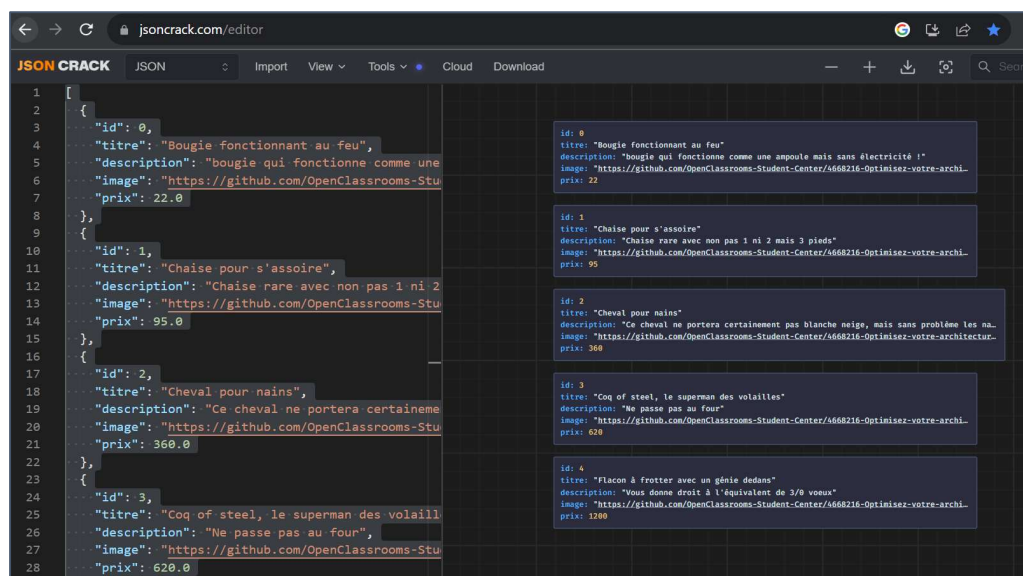 jsoncrack.com/editor
JSON CRACK JSON Import View Tools Cloud Download Sear
1 [
2 {
3 "id": 0,
4 "titre": "Bougie fonctionnant au feu",
5 "description": "bougie qui fonctionne comme une
6 "image": "https://github.com/OpenClassrooms-Stu
7 "prix": 22.0
8 },
9 {
10 "id": 1,
11 "titre": "Chaise pour s'assoire",
12 "description": "Chaise rare avec non pas 1 ni 2
13 "image": "https://github.com/OpenClassrooms-Stu
14 "prix": 95.0
15 },
16 {
17 "id": 2,
18 "titre": "Cheval pour nains",
19 "description": "Ce cheval ne portera certaineme
20 "image": "https://github.com/OpenClassrooms-Stu
21 "prix": 360.0
22 },
23 {
24 "id": 3,
25 "titre": "Coq of steel, le superman des volaill
26 "description": "Ne passe pas au four",
27 "image": "https://github.com/OpenClassrooms-Stu
28 "prix": 620.0
id: 0
titre: "Bougie fonctionnant au feu"
description: "bougie qui fonctionne comme une ampoule mais sans électricité !"
image: "https://github.com/OpenClassrooms-Student-Center/4668216-Optimisez-votre-archi…
prix: 22
id: 1
titre: "Chaise pour s'assoire"
description: "Chaise rare avec non pas 1 ni 2 mais 3 pieds"
image: "https://github.com/OpenClassrooms-Student-Center/4668216-Optimisez-votre-archi…
prix: 95
id: 2
titre: "Cheval pour nains"
description: "Ce cheval ne portera certainement pas blanche neige, mais sans problème les na…
image: "https://github.com/OpenClassrooms-Student-Center/4668216-Optimisez-votre-architectur…
prix: 360
id: 3
titre: "Coq of steel, le superman des volailles"
description: "Ne passe pas au four"
image: "https://github.com/OpenClassrooms-Student-Center/4668216-Optimisez-votre-archi…
prix: 620
id: 4
titre: "Flacon à frotter avec un génie dedans"
description: "Vous donne droit à l'équivalent de 3/0 voeux"
image: "https://github.com/OpenClassrooms-Student-Center/4668216-Optimisez-votre-archi…
prix: 1200